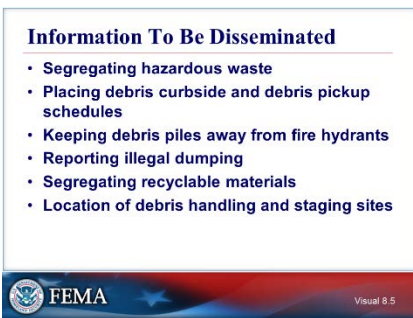 Information To Be Disseminated
• Segregating hazardous waste
• Placing debris curbside and debris pickup
schedules
• Keeping debris piles away from fire hydrants
• Reporting illegal dumping
• Segregating recyclable materials
• Location of debris handling and staging sites
FEMA
Visual 8.5